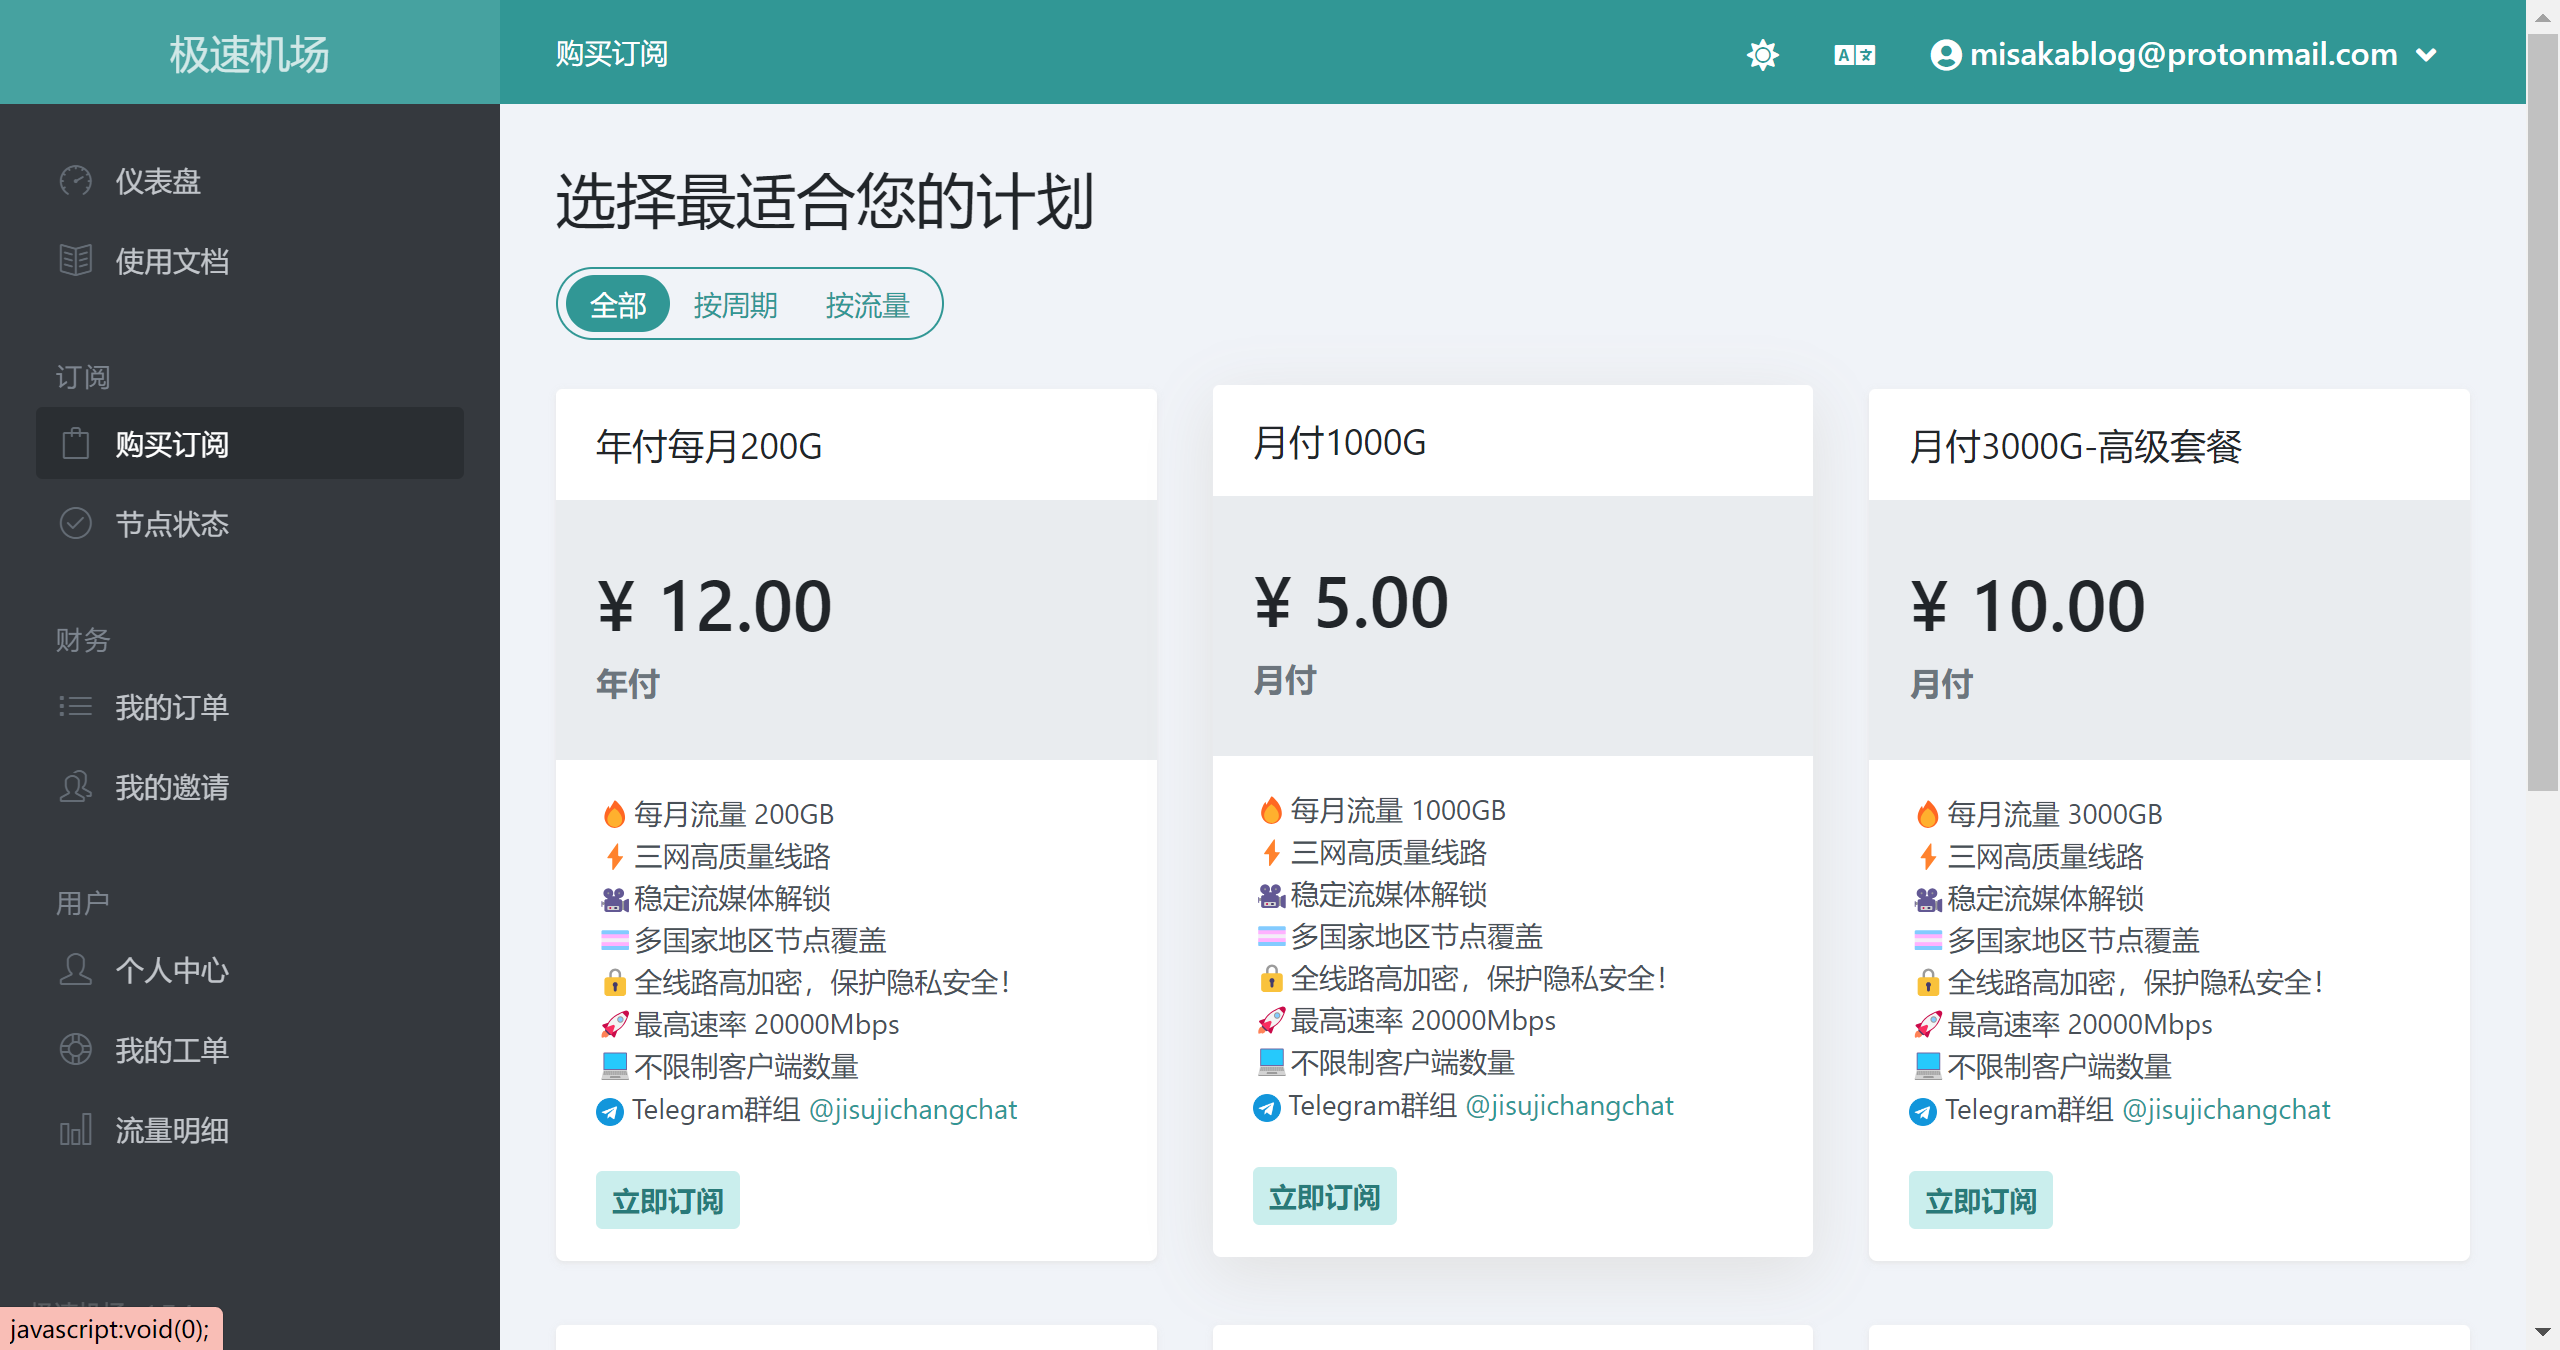 极速机场
购买订阅
misakablog@protonmail.com
仪表盘
使用文档
订阅
购买订阅
节点状态
财务
我的订单
我的邀请
用户
个人中心
我的工单
流量明细
javascript:void(0);
选择最适合您的计划
全部 按周期 按流量
年付每月200G
¥ 12.00
年付
每月流量 200GB
三网高质量线路
稳定流媒体解锁
多国家地区节点覆盖
全线路高加密，保护隐私安全！
最高速率 20000Mbps
不限制客户端数量
Telegram群组 @jisujichangchat
立即订阅
月付1000G
¥ 5.00
月付
每月流量 1000GB
三网高质量线路
稳定流媒体解锁
多国家地区节点覆盖
全线路高加密，保护隐私安全！
最高速率 20000Mbps
不限制客户端数量
Telegram群组 @jisujichangchat
立即订阅
月付3000G-高级套餐
¥ 10.00
月付
每月流量 3000GB
三网高质量线路
稳定流媒体解锁
多国家地区节点覆盖
全线路高加密，保护隐私安全！
最高速率 20000Mbps
不限制客户端数量
Telegram群组 @jisujichangchat
立即订阅